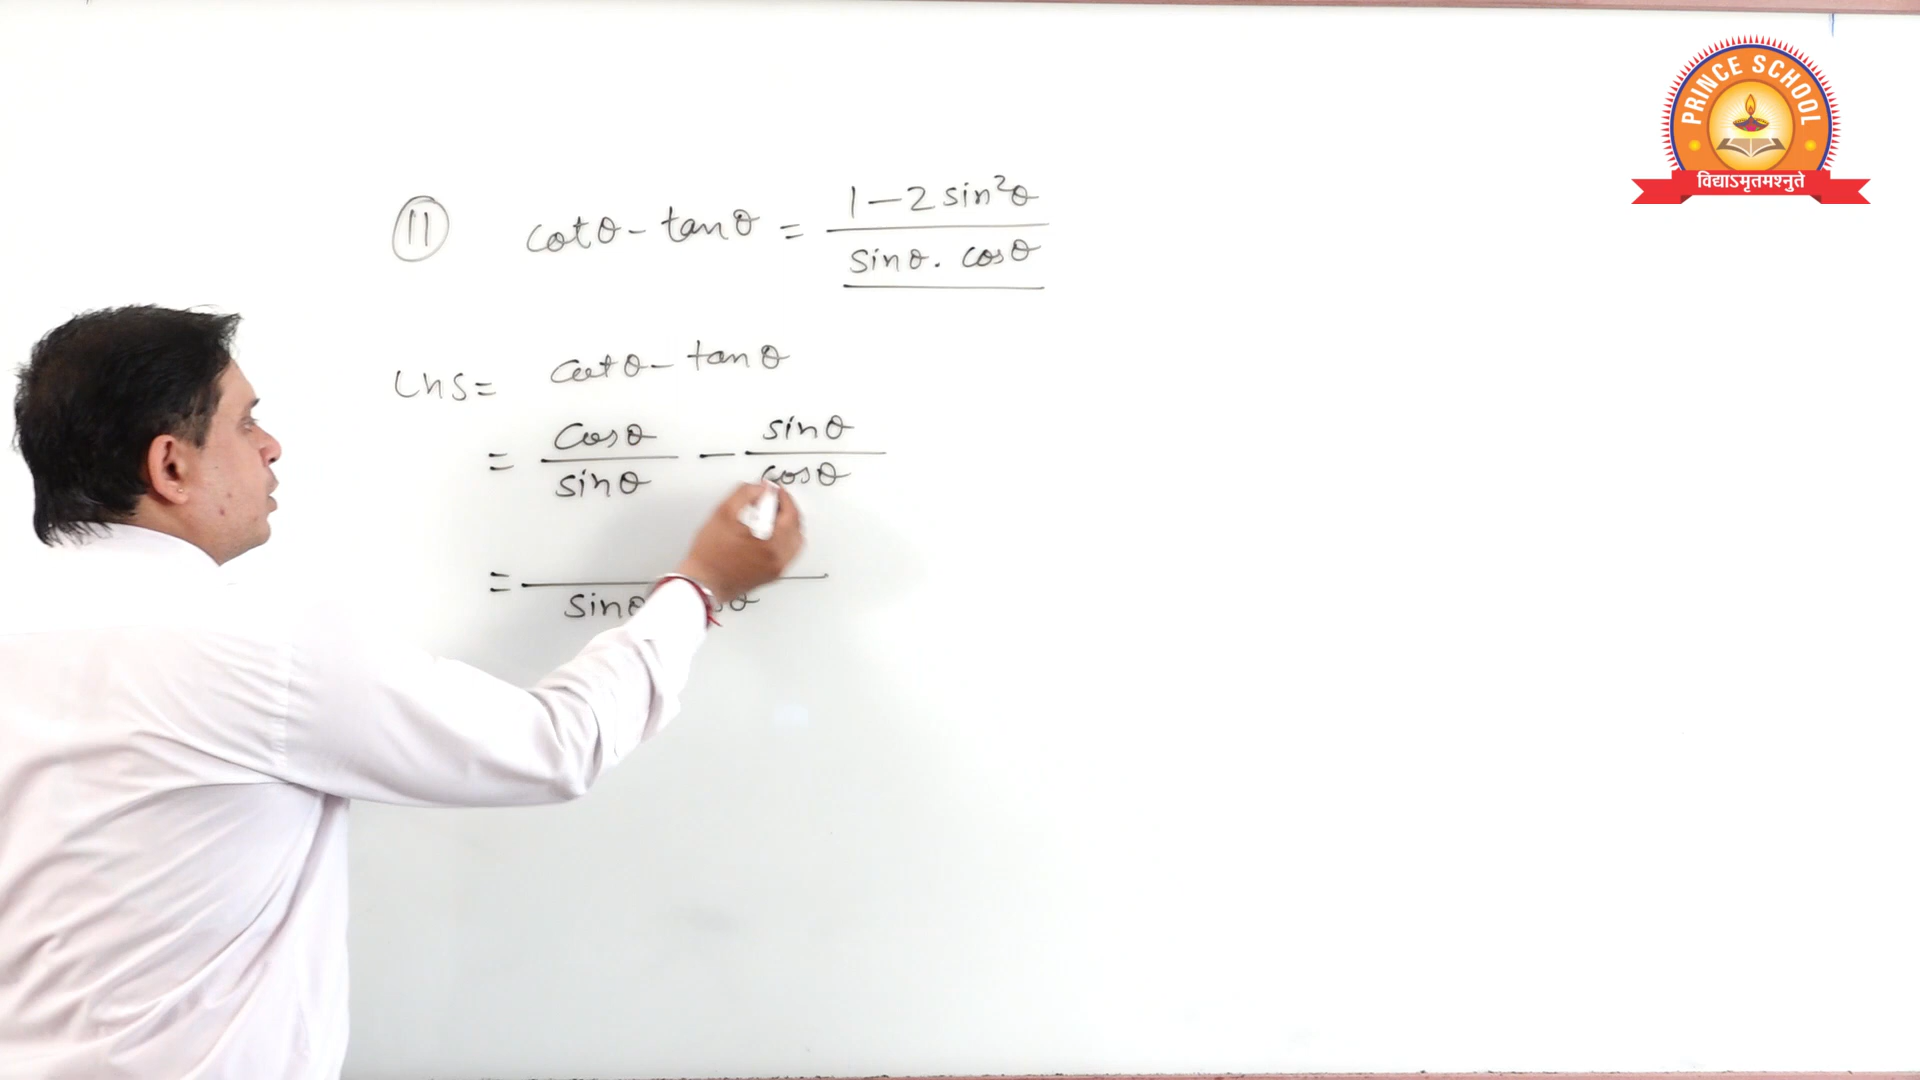 PRINCE SCHOOL
विद्याऽमृतमश्नुते
11 cotθ - tanθ = (1 - 2 sin²θ) / (sinθ . cosθ)
LHS = cotθ - tanθ
= cosθ / sinθ - sinθ / cosθ
= / sinθ